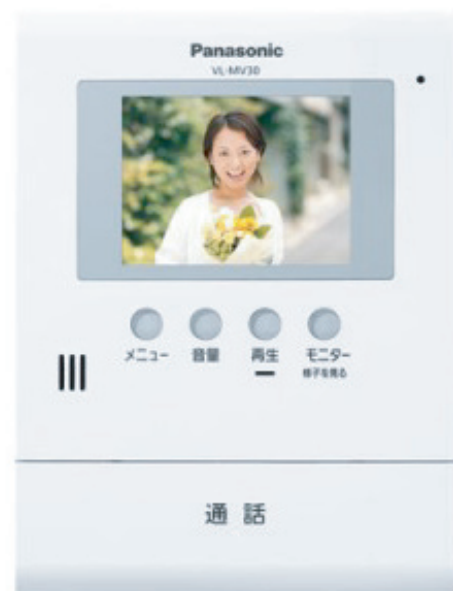 Panasonic
VL-MV30
メニュー 音量 再生 モニター
様子を見る
通話